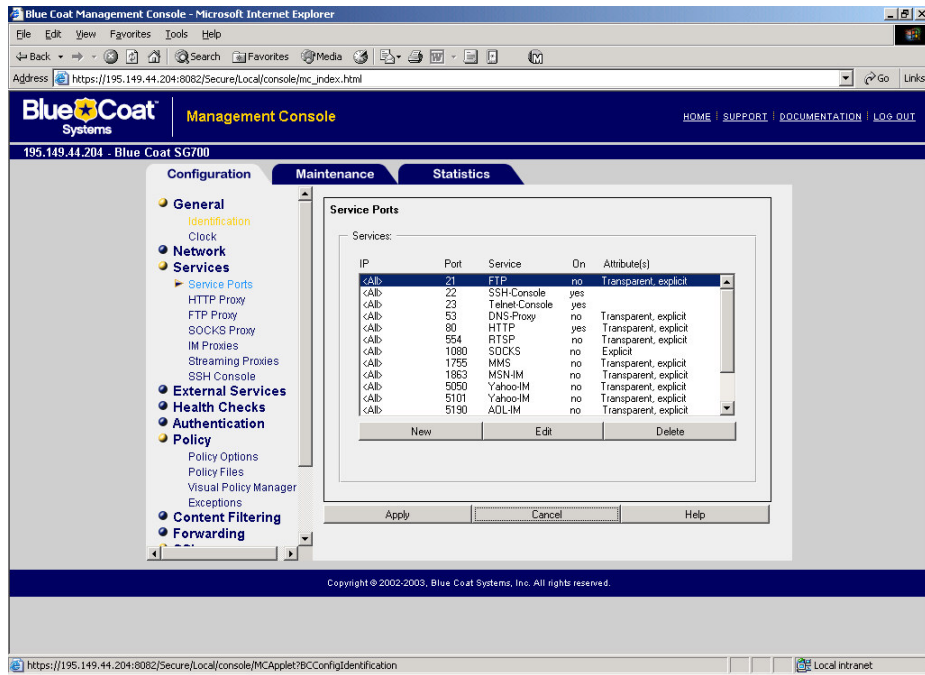 Blue Coat Management Console - Microsoft Internet Explorer
File Edit View Favorites Tools Help
Back Search Favorites Media
Address https://195.149.44.204:8082/Secure/Local/console/mc_index.html Go Links
Blue Coat™ Systems Management Console HOME SUPPORT DOCUMENTATION LOG OUT
195.149.44.204 - Blue Coat SG700
Configuration Maintenance Statistics
General
Identification
Clock
Network
Services
Service Ports
HTTP Proxy
FTP Proxy
SOCKS Proxy
IM Proxies
Streaming Proxies
SSH Console
External Services
Health Checks
Authentication
Policy
Policy Options
Policy Files
Visual Policy Manager
Exceptions
Content Filtering
Forwarding
Service Ports
Services:
IP Port Service On Attribute(s)
<All> 21 FTP no Transparent, explicit
<All> 22 SSH-Console yes
<All> 23 Telnet-Console yes
<All> 53 DNS-Proxy no Transparent, explicit
<All> 80 HTTP yes Transparent, explicit
<All> 554 RTSP no Transparent, explicit
<All> 1080 SOCKS no Explicit
<All> 1755 MMS no Transparent, explicit
<All> 1863 MSN-IM no Transparent, explicit
<All> 5050 Yahoo-IM no Transparent, explicit
<All> 5101 Yahoo-IM no Transparent, explicit
<All> 5190 AOL-IM no Transparent, explicit
New Edit Delete
Apply Cancel Help
Copyright © 2002-2003, Blue Coat Systems, Inc. All rights reserved.
https://195.149.44.204:8082/Secure/Local/console/MCApplet?BCConfigIdentification Local intranet